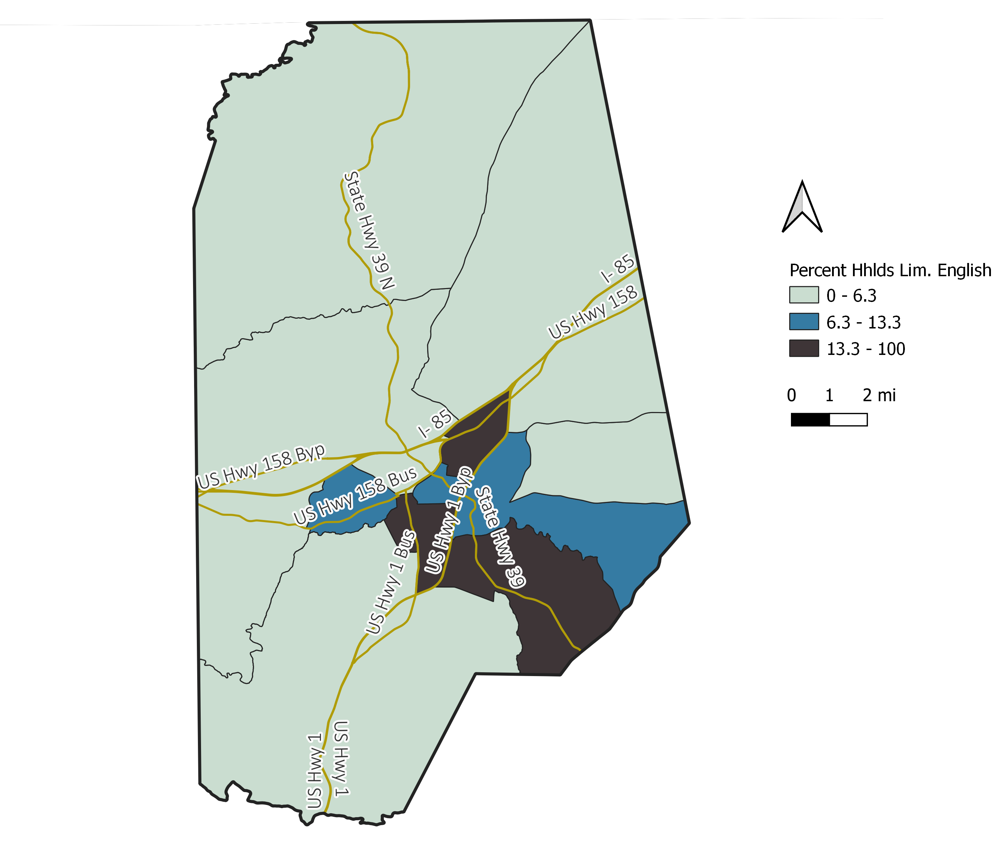 State Hwy 39 N
I- 85
US Hwy 158
Percent Hhlds Lim. English
0 - 6.3
6.3 - 13.3
13.3 - 100
0 1 2 mi
I- 85
US Hwy 158 Byp
US Hwy 158 Bus
US Hwy 1 Byp
State Hwy 39
US Hwy 1 Bus
US Hwy 1
US Hwy 1